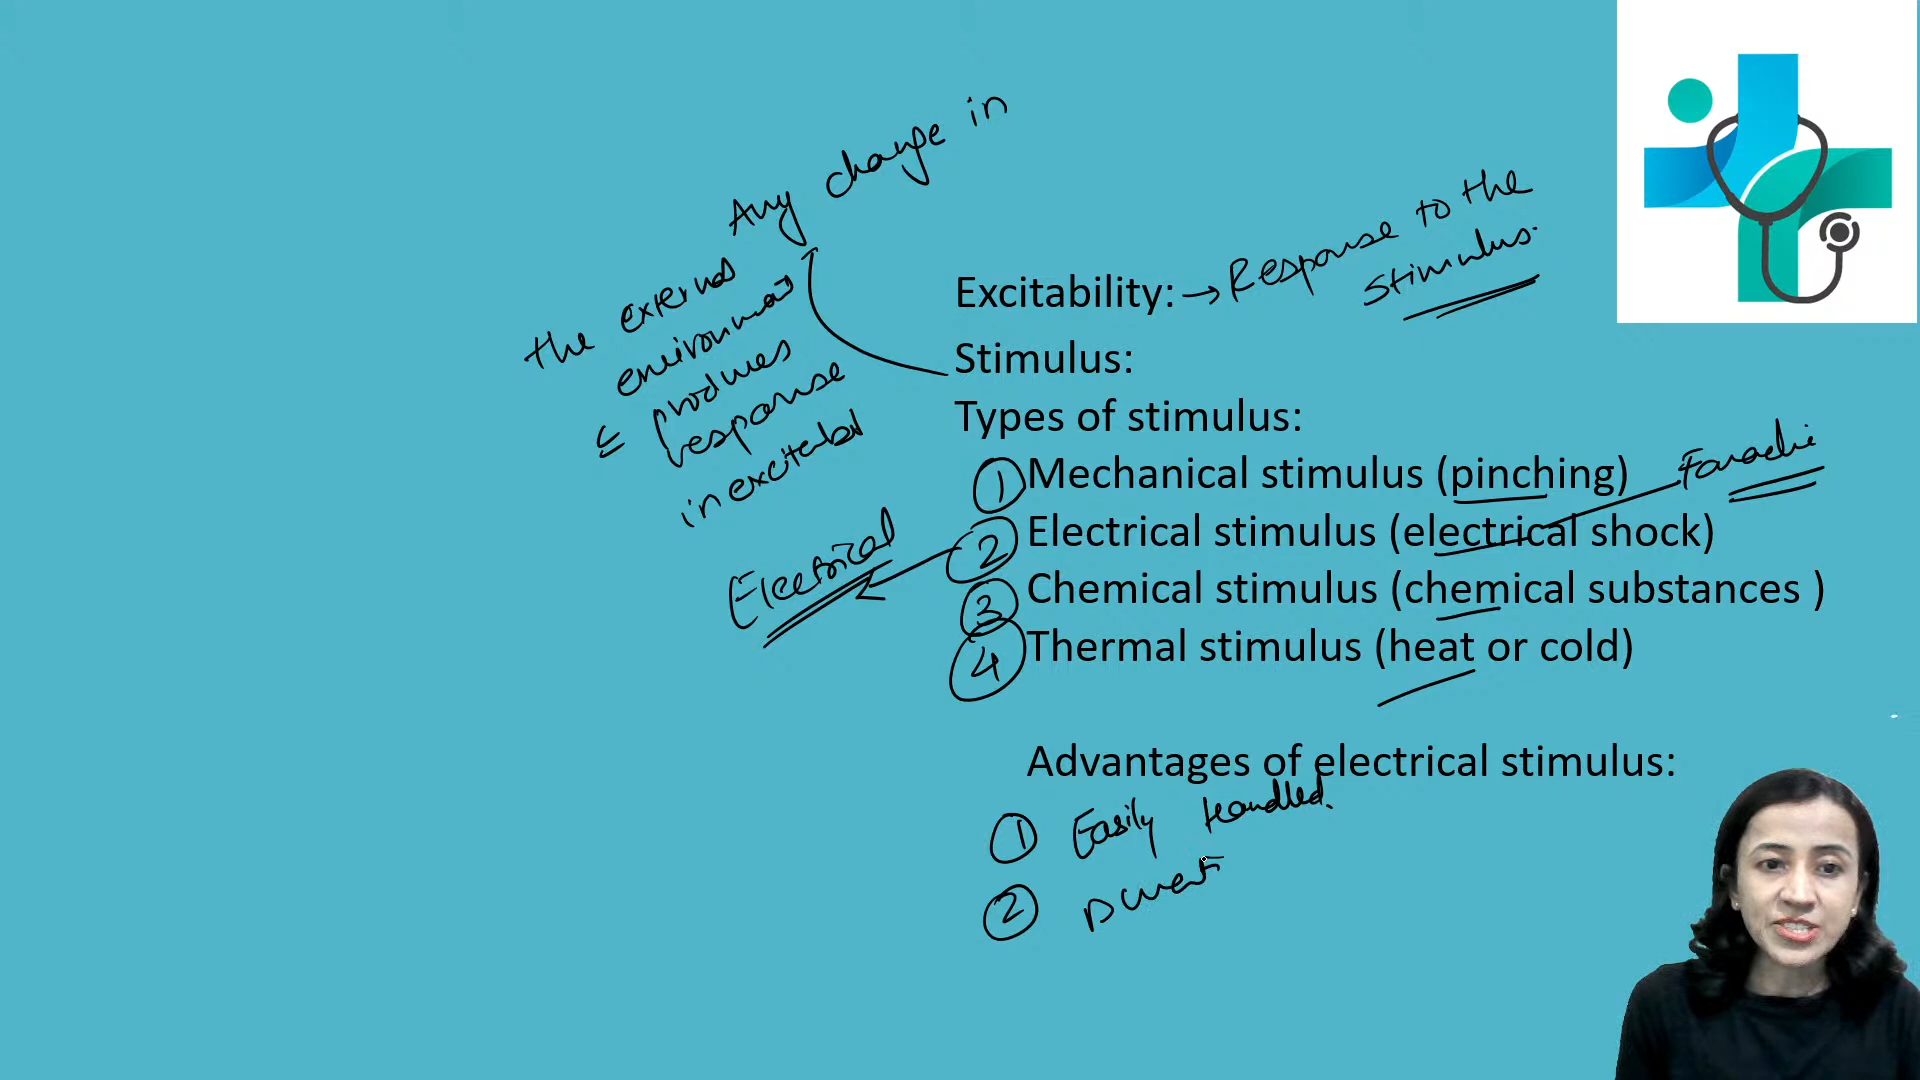 Any change in
the external
environment
produces
response
in excitable
Excitability: → Response to the
stimulus.
Stimulus:
Types of stimulus:
1 Mechanical stimulus (pinching)
Faradic
2 Electrical stimulus (electrical shock)
Electrical
3 Chemical stimulus (chemical substances )
4 Thermal stimulus (heat or cold)
Advantages of electrical stimulus:
1 Easily Handled.
2